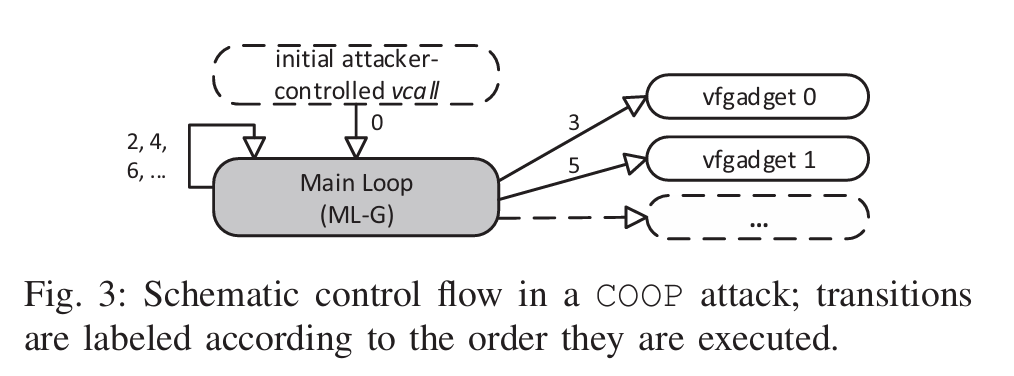 initial attacker-
controlled vcall
0
2, 4,
6, ...
Main Loop
(ML-G)
3
5
vfgadget 0
vfgadget 1
...
Fig. 3: Schematic control flow in a COOP attack; transitions
are labeled according to the order they are executed.